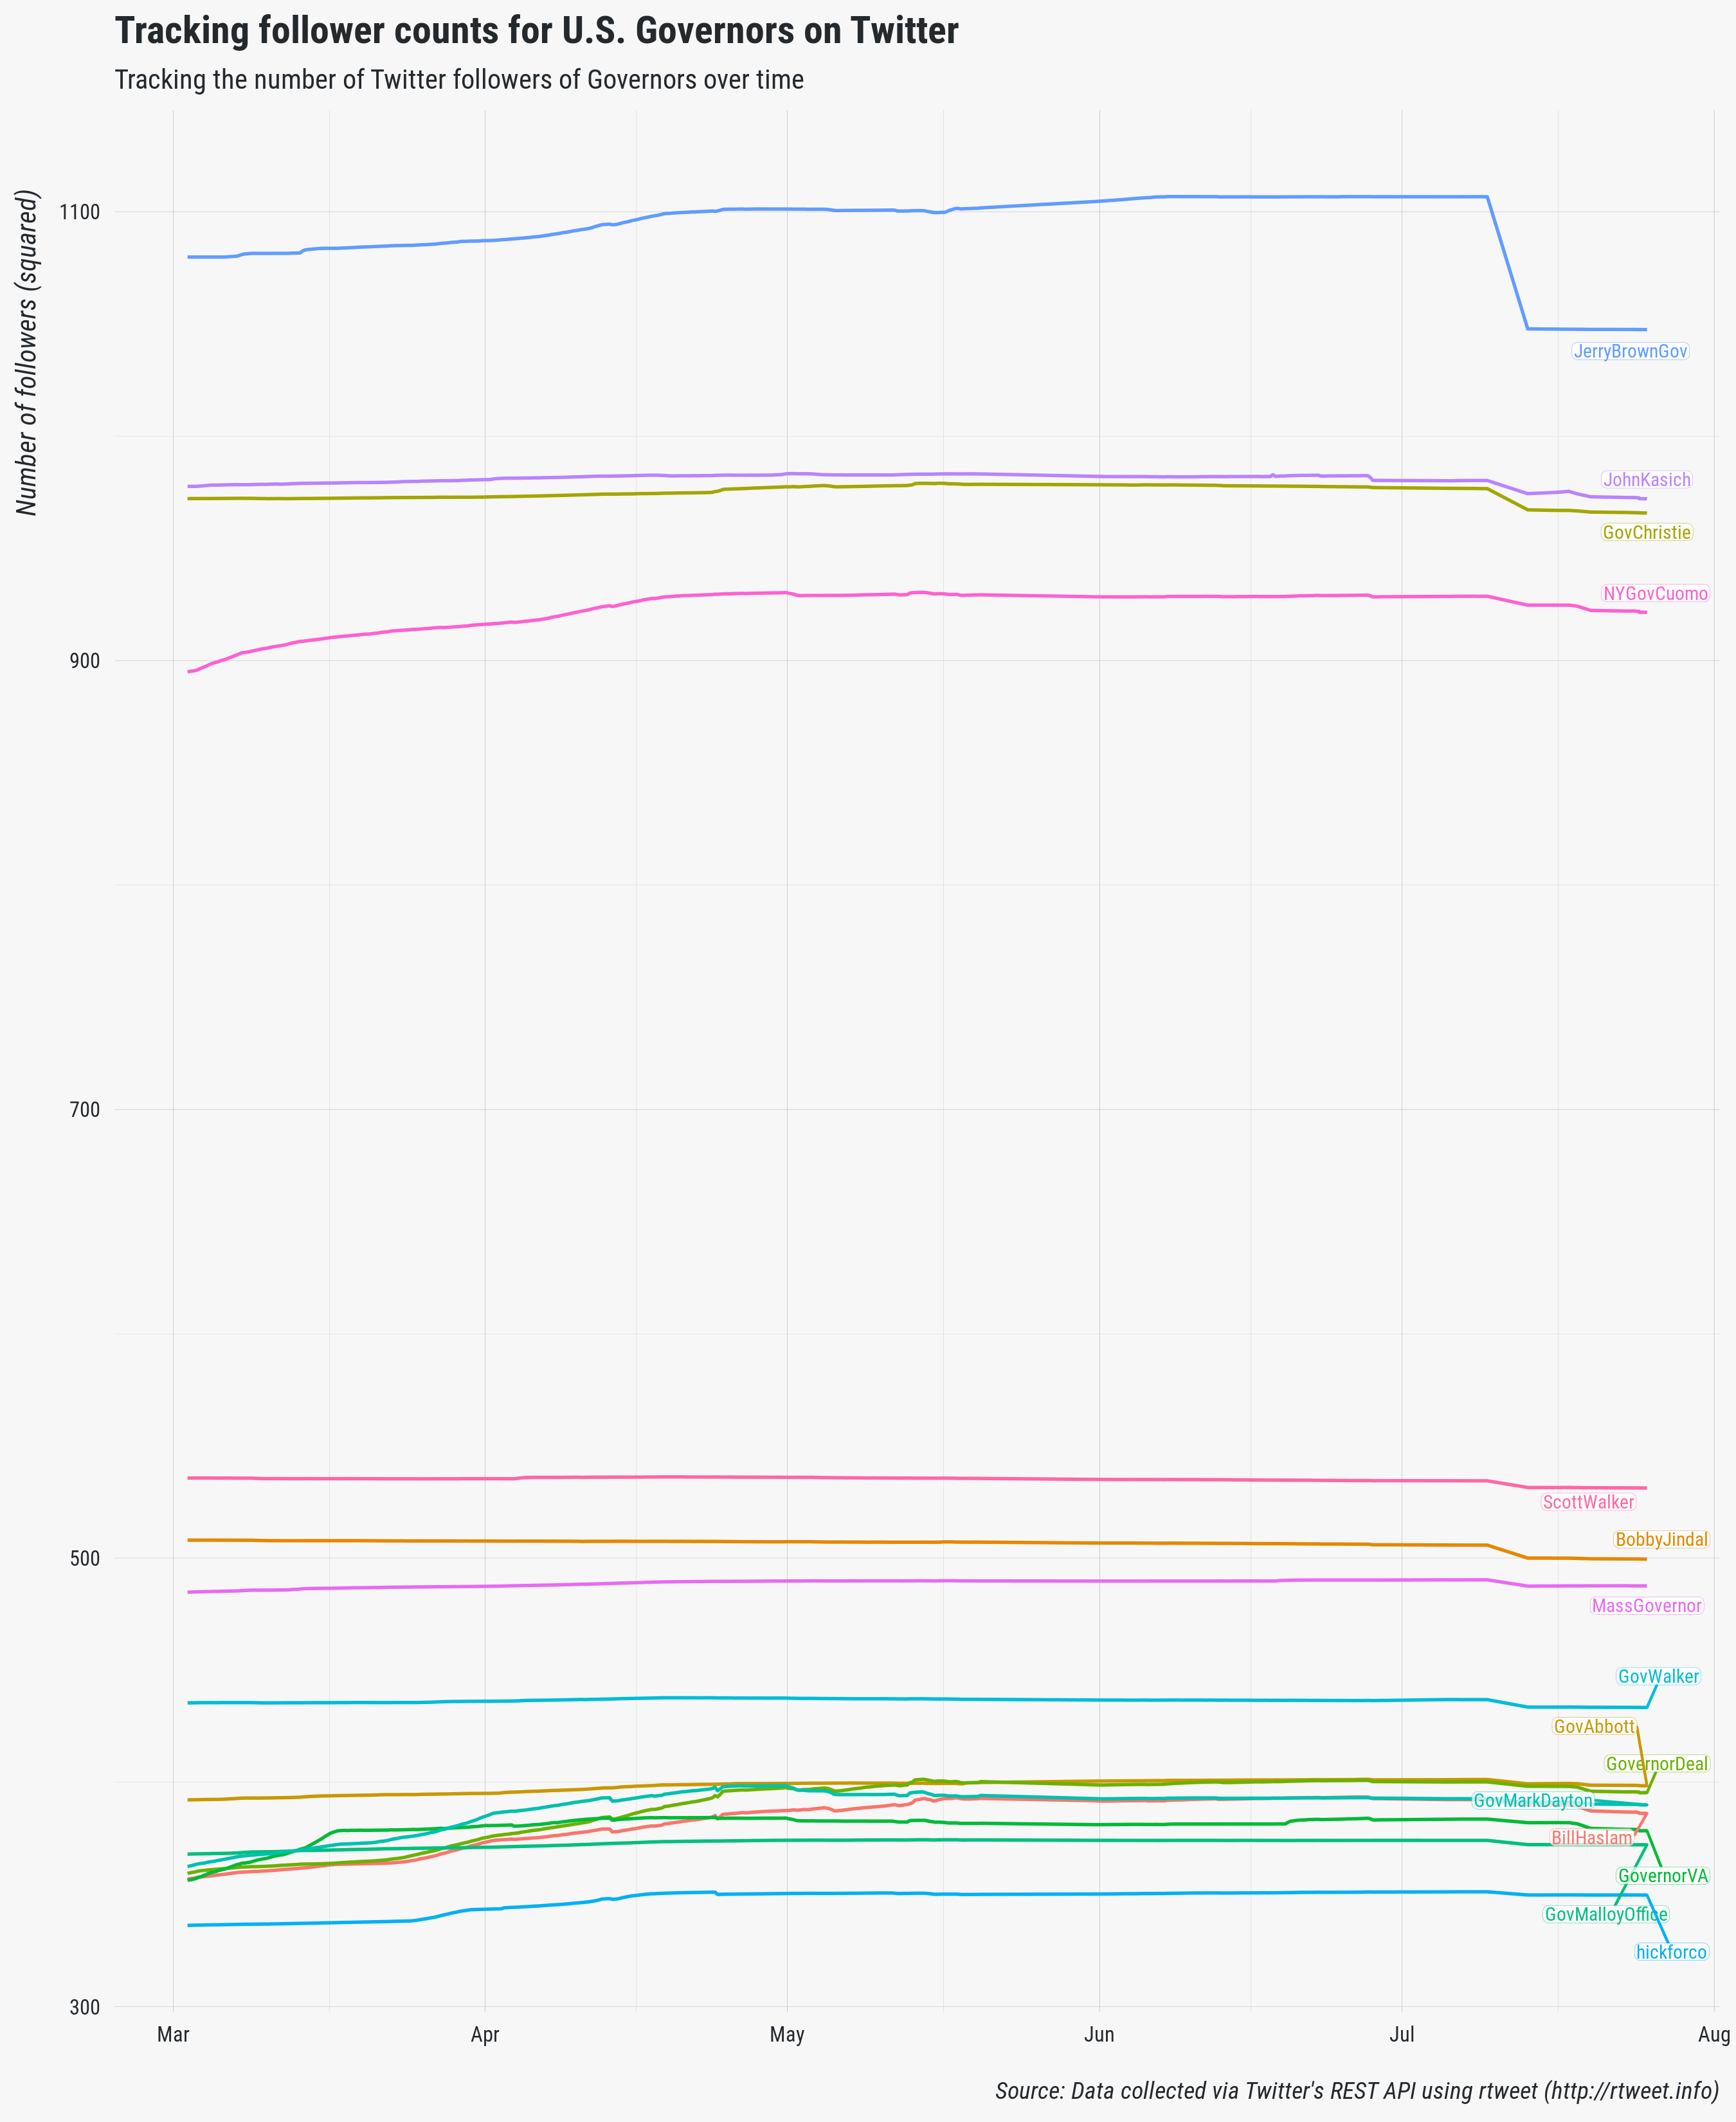 Tracking follower counts for U.S. Governors on Twitter
Tracking the number of Twitter followers of Governors over time
Number of followers (squared)
1100
JerryBrownGov
JohnKasich
GovChristie
NYGovCuomo
900
700
ScottWalker
BobbyJindal
500
MassGovernor
GovWalker
GovAbbott
GovernorDeal
GovMarkDayton
BillHaslam
GovernorVA
GovMalloyOffice
hickforco
300
Mar Apr May Jun Jul Aug
Source: Data collected via Twitter's REST API using rtweet (http://rtweet.info)